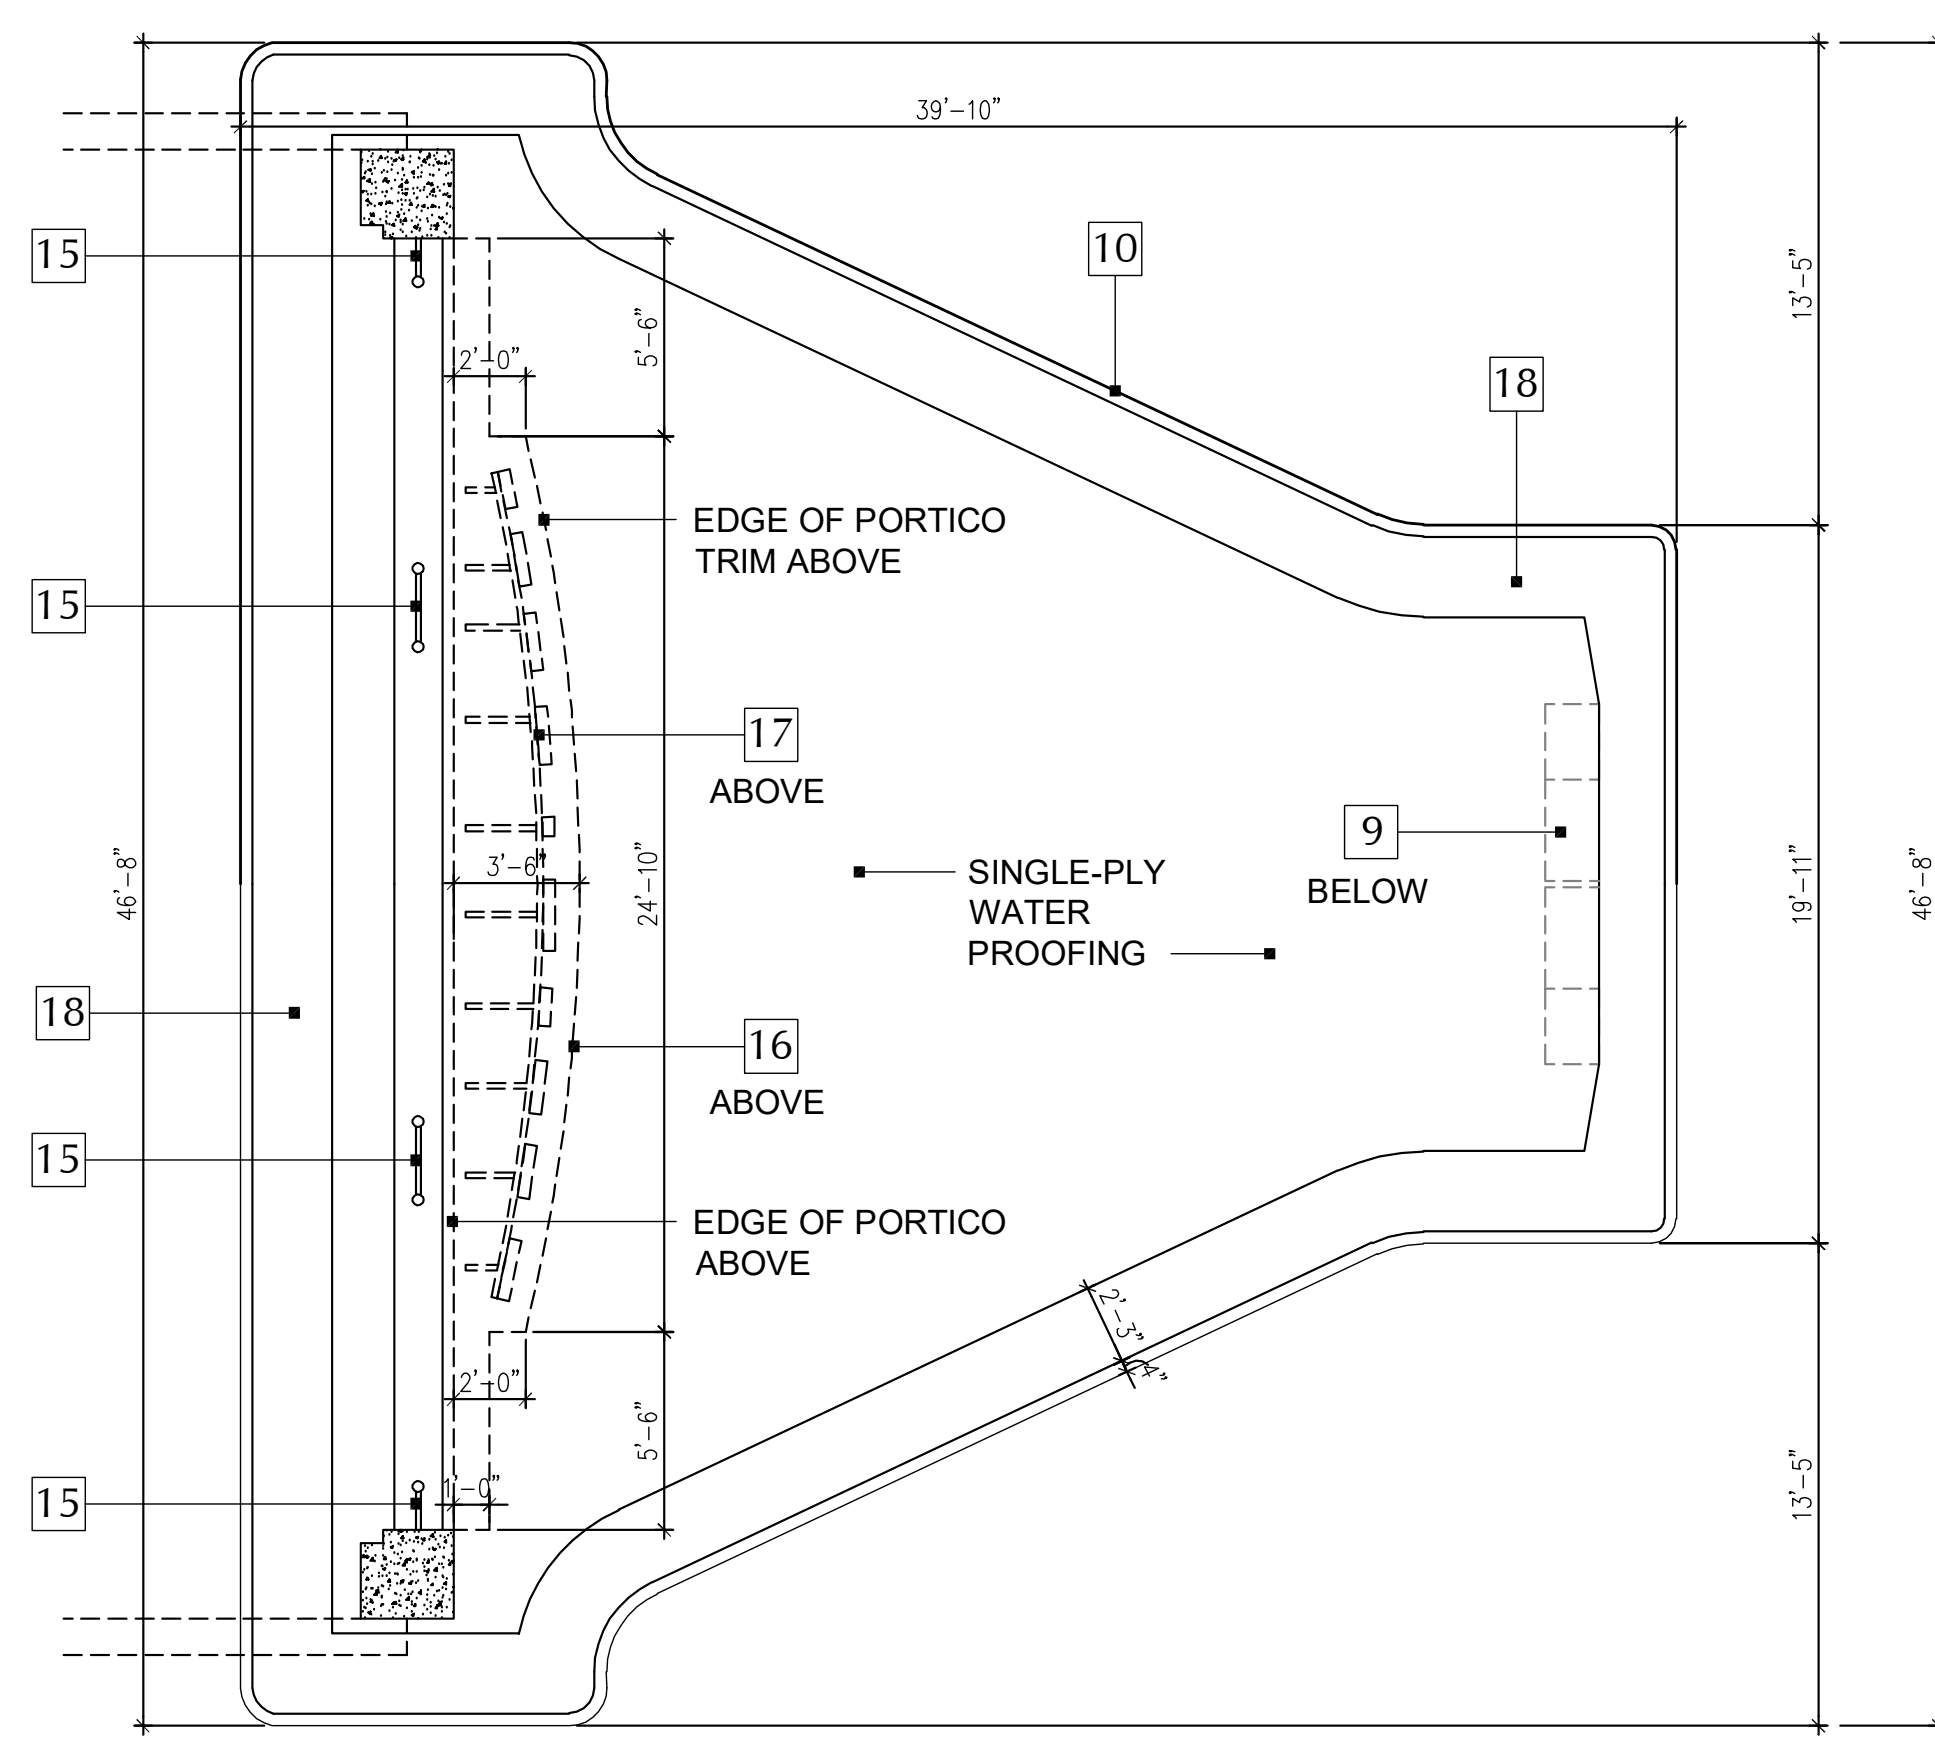 39'-10"
15
10
13'-5"
5'-6"
2'-0"
18
EDGE OF PORTICO
TRIM ABOVE
15
17
ABOVE
9
BELOW
46'-8"
3'-6"
24'-10"
SINGLE-PLY
WATER
PROOFING
19'-11"
46'-8"
18
16
ABOVE
15
EDGE OF PORTICO
ABOVE
2'-3"
4"
2'-0"
5'-6"
13'-5"
15
1'-0"